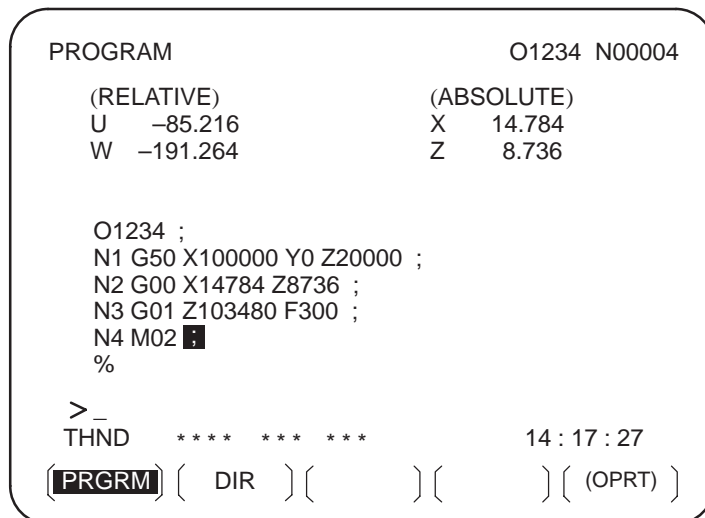 PROGRAM O1234 N00004
(RELATIVE) (ABSOLUTE)
U –85.216 X 14.784
W –191.264 Z 8.736
O1234 ;
N1 G50 X100000 Y0 Z20000 ;
N2 G00 X14784 Z8736 ;
N3 G01 Z103480 F300 ;
N4 M02 ;
%
>_
THND **** *** *** 14 : 17 : 27
[PRGRM] [ DIR ] [ ] [ ] [ (OPRT) ]